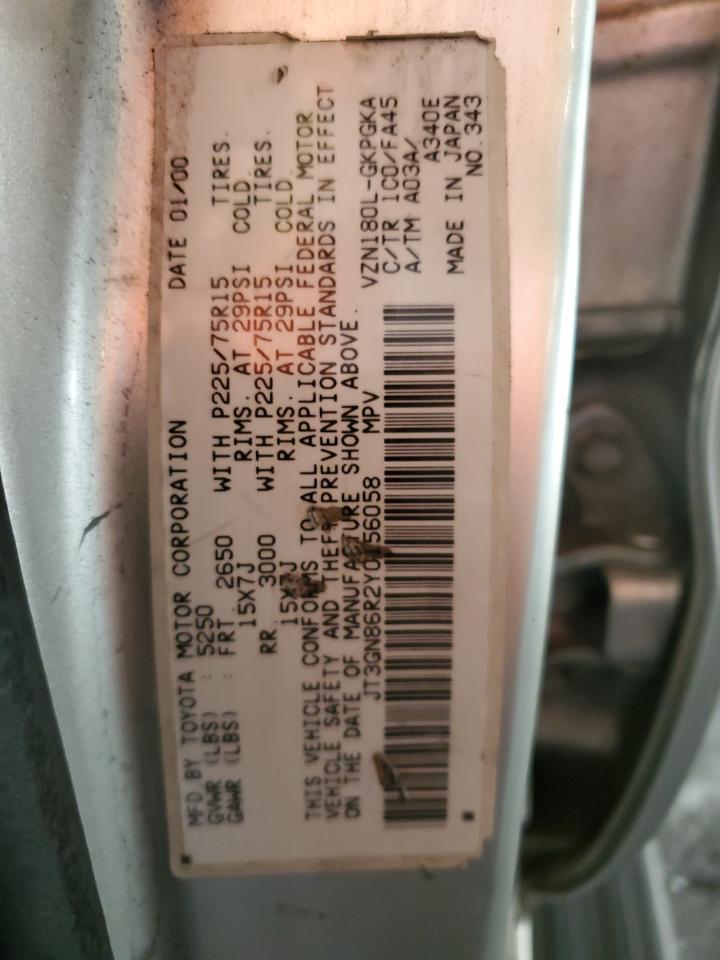 MFD BY TOYOTA MOTOR CORPORATION DATE 01/00
GVWR (LBS) : 5250
GAWR (LBS) : FRT. 2650 WITH P225/75R15 TIRES.
15X7J RIMS. AT 29PSI COLD.
RR. 3000 WITH P225/75R15 TIRES.
15X7J RIMS. AT 29PSI COLD.
THIS VEHICLE CONFORMS TO ALL APPLICABLE FEDERAL MOTOR
VEHICLE SAFETY AND THEFT PREVENTION STANDARDS IN EFFECT
ON THE DATE OF MANUFACTURE SHOWN ABOVE.
MPV VZN180L-GKPGKA
C/TR 1C0/FA45
A/TM A03A/
A340E
MADE IN JAPAN
NO.343